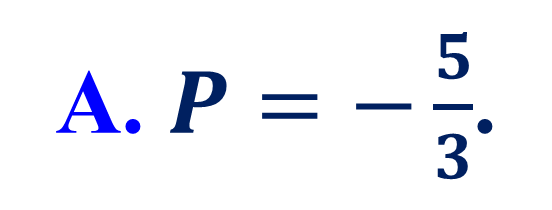 A. P = −5/3.